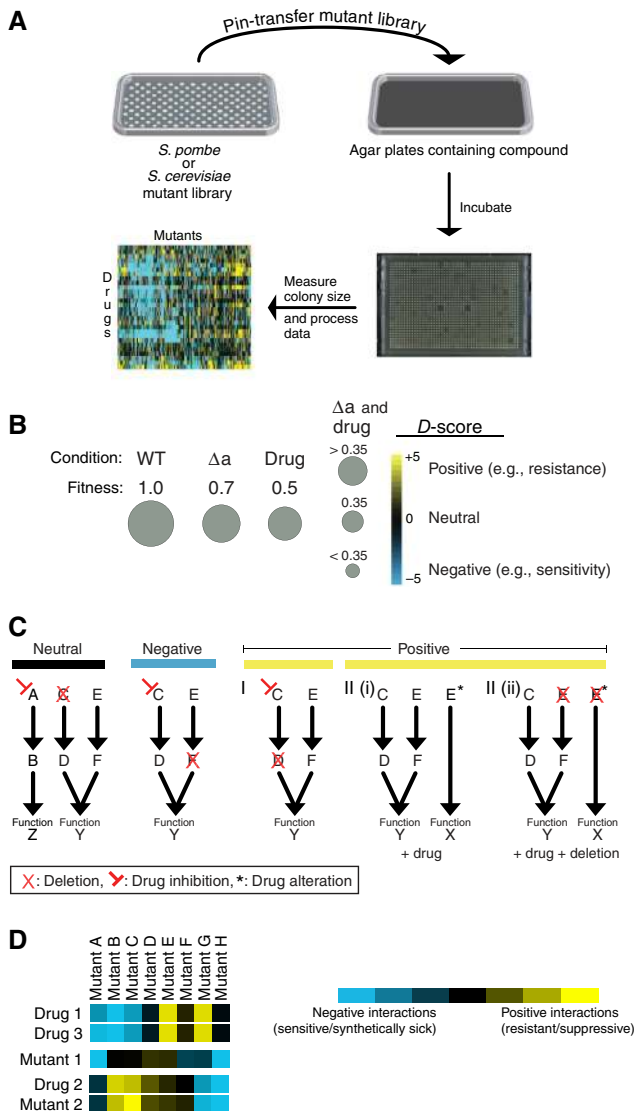 A
Pin-transfer mutant library
S. pombe
or
S. cerevisiae
mutant library
Agar plates containing compound
Incubate
Mutants
Drugs
Measure
colony size
and process
data
B
Δa and
drug
D-score
Condition: WT Δa Drug
Fitness: 1.0 0.7 0.5
> 0.35
0.35
< 0.35
+5
0
−5
Positive (e.g., resistance)
Neutral
Negative (e.g., sensitivity)
C
Neutral Negative Positive
I II (i) II (ii)
A C E C E C E C E E* C E E*
B D F D F D F D F D F
Function Function Function Function Function Function Function Function
Z Y Y Y Y X Y X
+ drug + drug + deletion
X: Deletion, : Drug inhibition, *: Drug alteration
D
Mutant A
Mutant B
Mutant C
Mutant D
Mutant E
Mutant F
Mutant G
Mutant H
Drug 1
Drug 3
Mutant 1
Drug 2
Mutant 2
Negative interactions
(sensitive/synthetically sick)
Positive interactions
(resistant/suppressive)